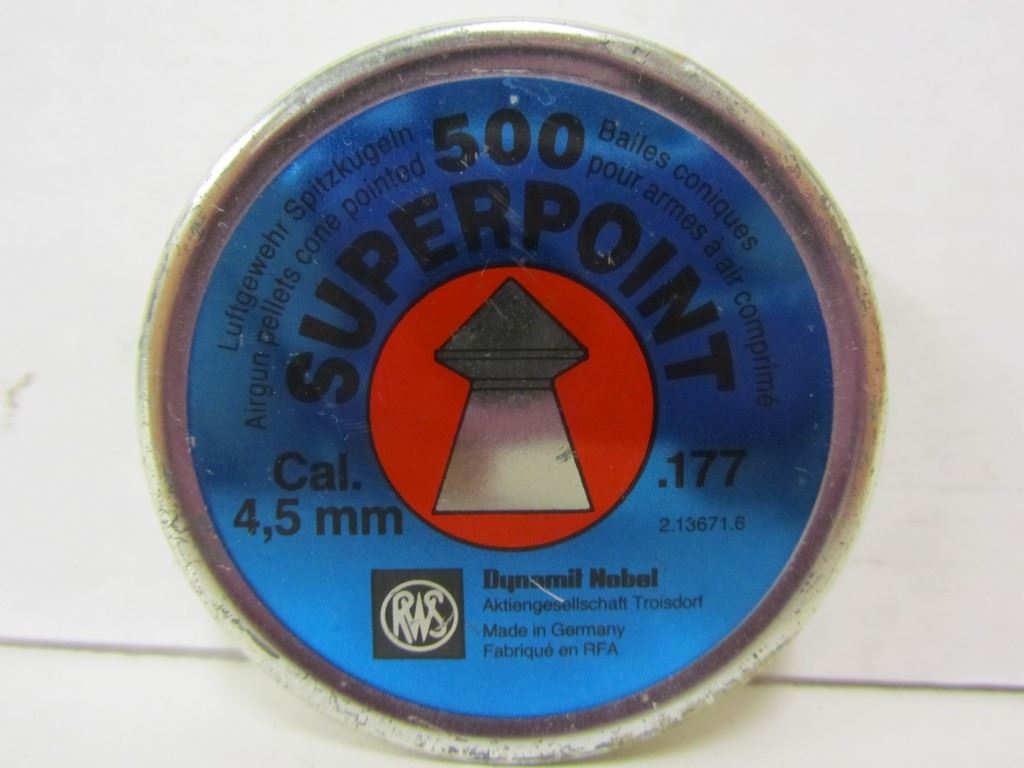 500
Luftgewehr Spitzkugeln
Airgun pellets cone pointed
Balles coniques
pour armes à air comprimé
SUPERPOINT
Cal.
4,5 mm
.177
2.13671.6
RWS
Dynamit Nobel
Aktiengesellschaft Troisdorf
Made in Germany
Fabriqué en RFA